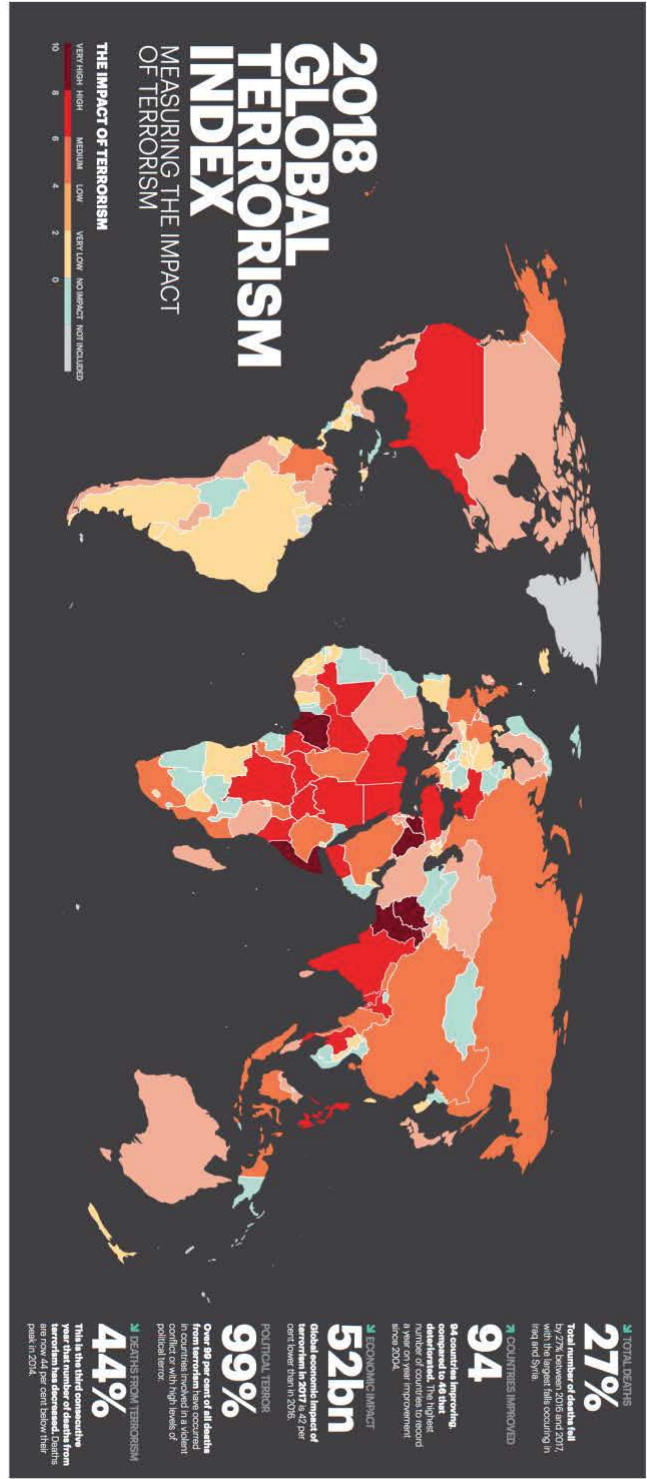 2018
GLOBAL
TERRORISM
INDEX
MEASURING THE IMPACT
OF TERRORISM
THE IMPACT OF TERRORISM
VERY HIGH HIGH MEDIUM LOW VERY LOW NO IMPACT NOT INCLUDED
10 8 6 4 2 0
TOTAL DEATHS
27%
Total number of deaths fell
by 27% between 2016 and 2017,
with the largest falls occuring in
Iraq and Syria.
COUNTRIES IMPROVED
94
94 countries improving,
compared to 46 that
deteriorated. The highest
number of countries to record
a year on year improvement
since 2004.
ECONOMIC IMPACT
52bn
Global economic impact of
terrorism in 2017 is 42 per
cent lower than in 2016.
POLITICAL TERROR
99%
Over 99 per cent of all deaths
from terrorism have occurred
in countries involved in a violent
conflict or with high levels of
political terror.
DEATHS FROM TERRORISM
44%
This is the third consecutive
year that number of deaths from
terrorism has decreased. Deaths
are now 44 per cent below their
peak in 2014.